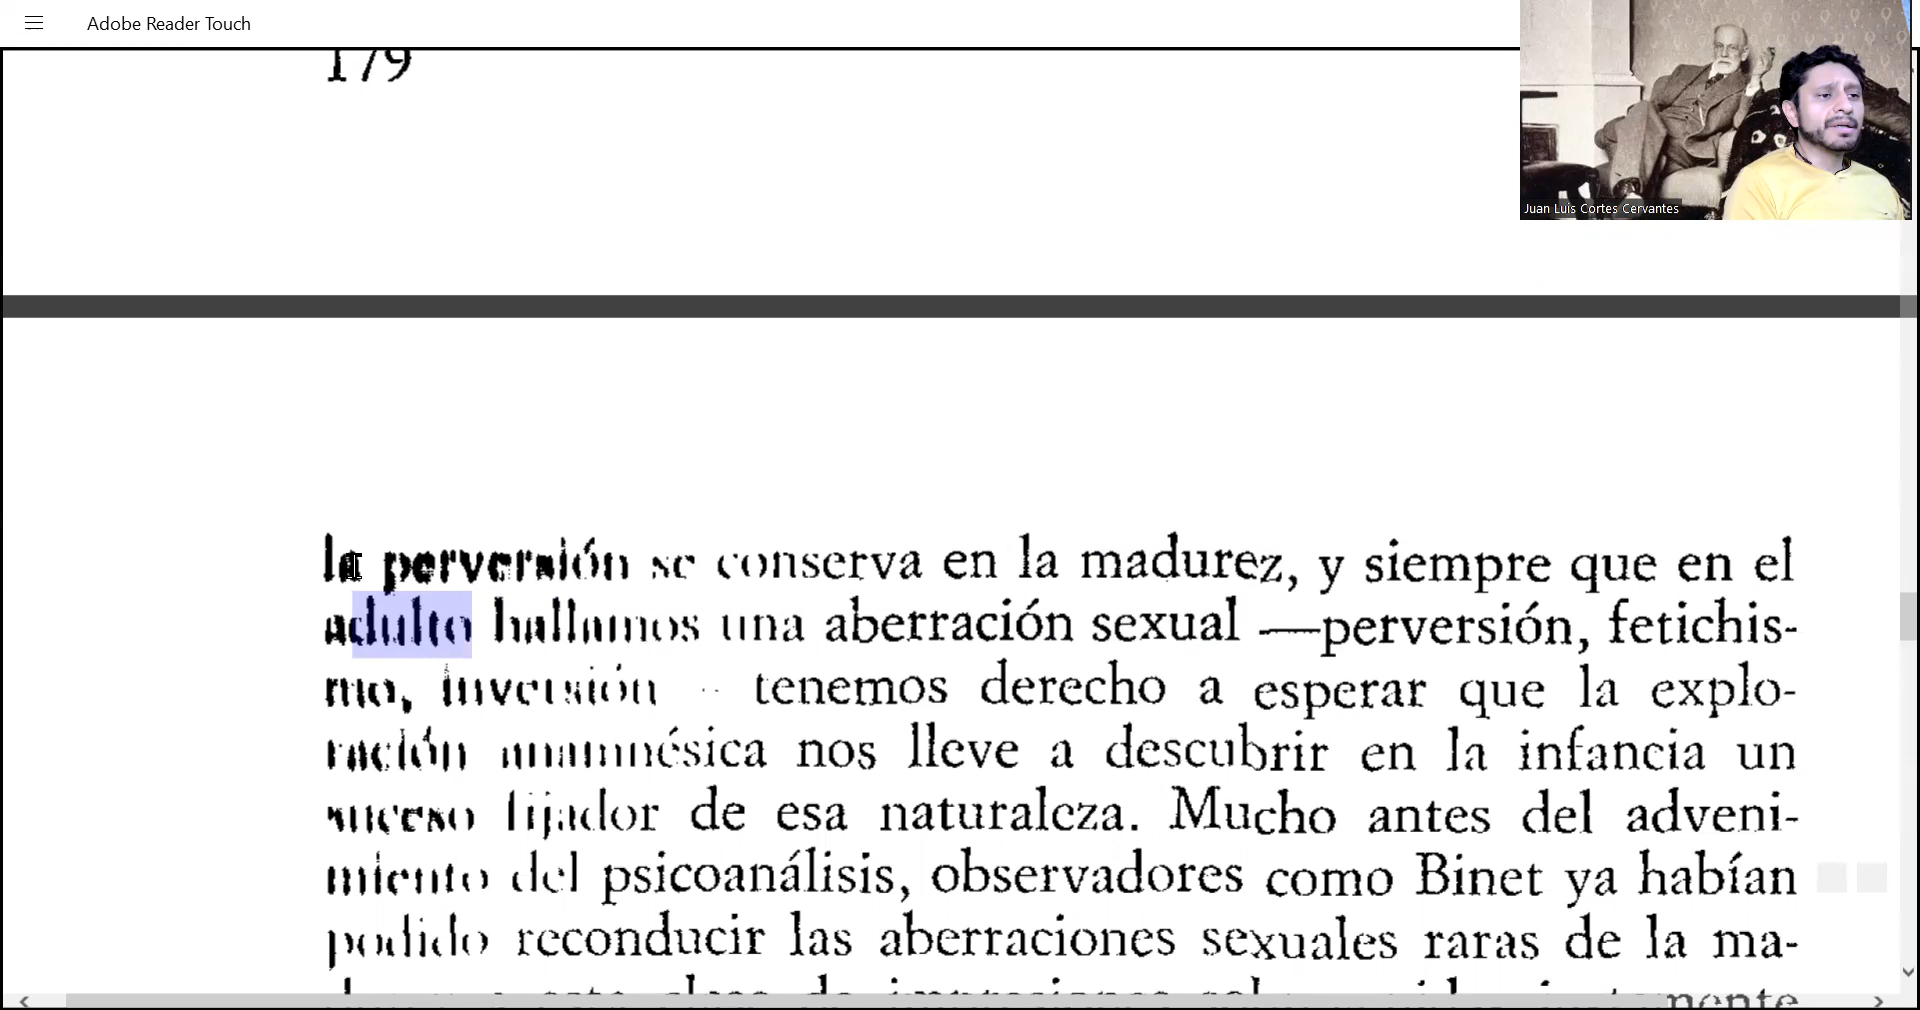 Adobe Reader Touch
179
Juan Luis Cortes Cervantes
la perversión se conserva en la madurez, y siempre que en el
adulto hallamos una aberración sexual —perversión, fetichis-
mo, inversión — tenemos derecho a esperar que la explo-
ración anamnésica nos lleve a descubrir en la infancia un
suceso fijador de esa naturaleza. Mucho antes del adveni-
miento del psicoanálisis, observadores como Binet ya habían
podido reconducir las aberraciones sexuales raras de la ma-